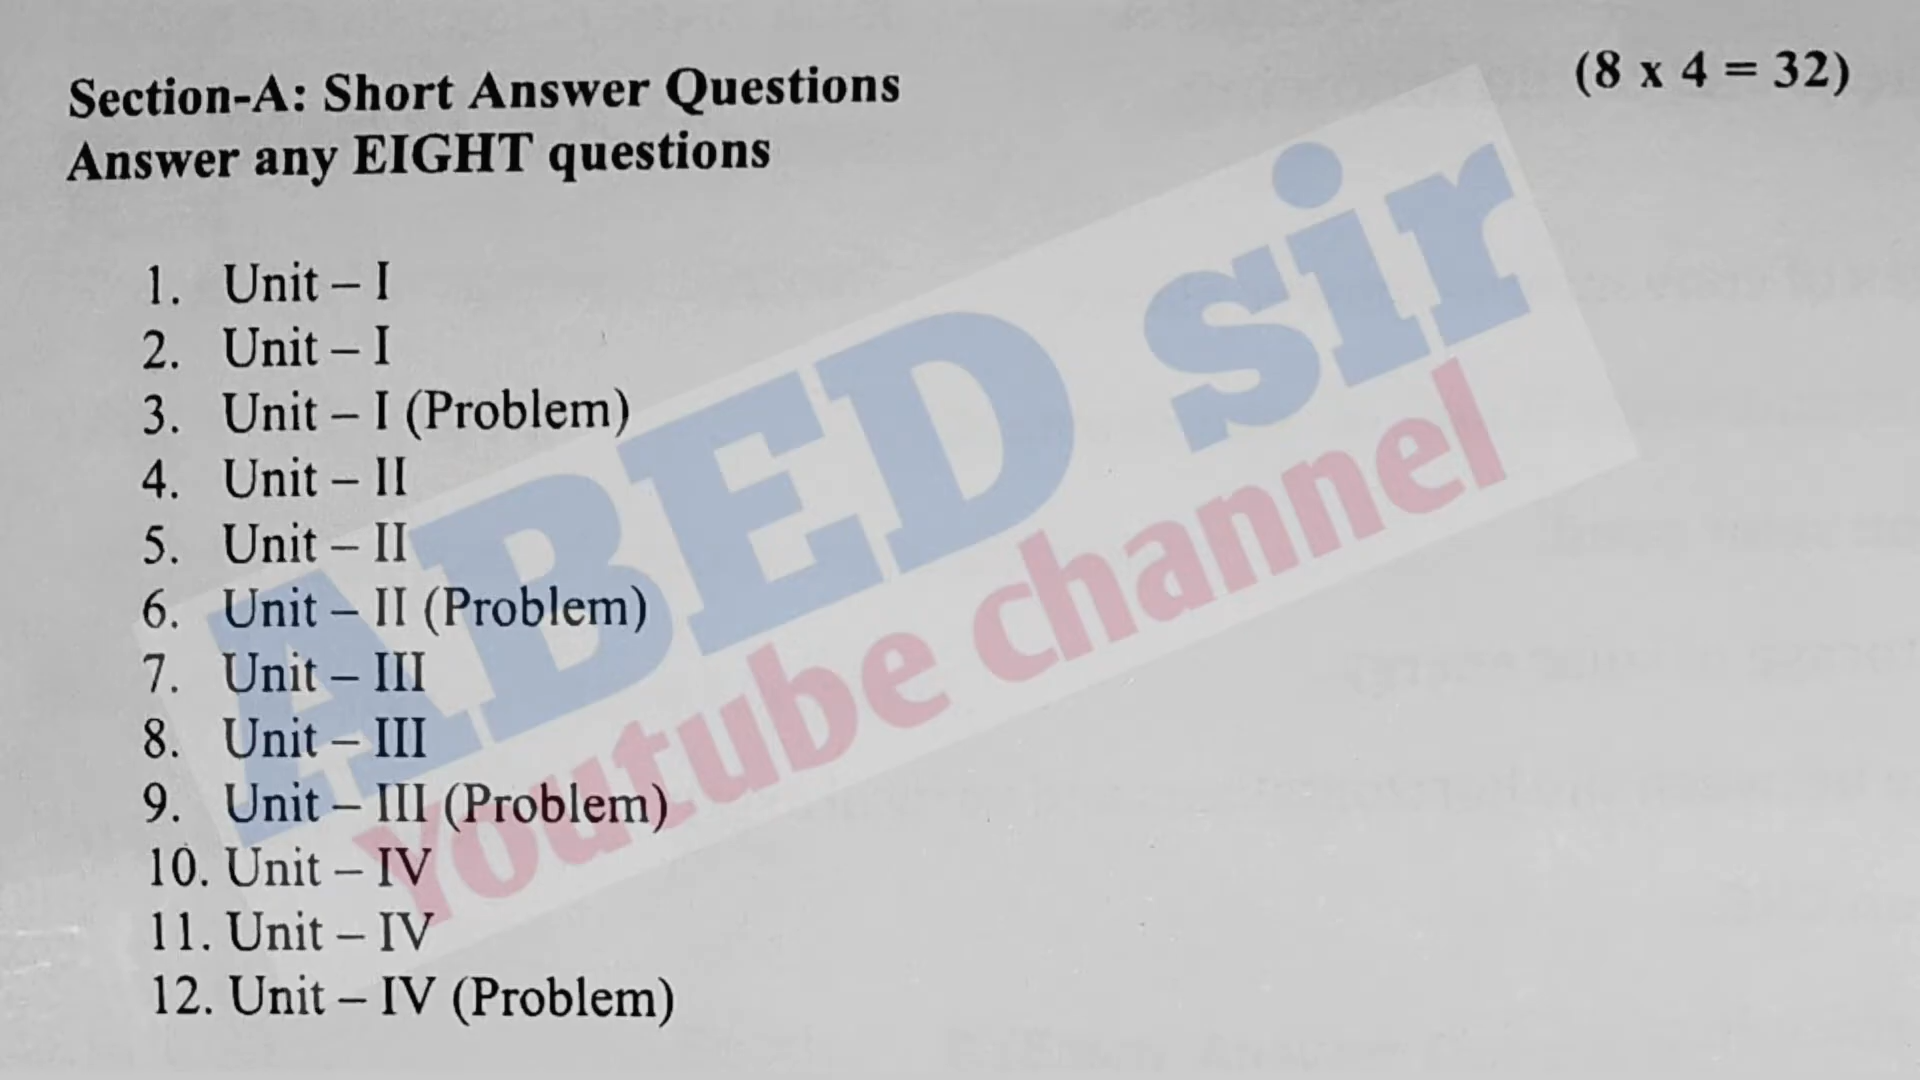 (8 x 4 = 32)
Section-A: Short Answer Questions
Answer any EIGHT questions
1. Unit – I
2. Unit – I
3. Unit – I (Problem)
4. Unit – II
5. Unit – II
6. Unit – II (Problem)
7. Unit – III
8. Unit – III
9. Unit – III (Problem)
10. Unit – IV
11. Unit – IV
12. Unit – IV (Problem)
ABED sir
Youtube channel